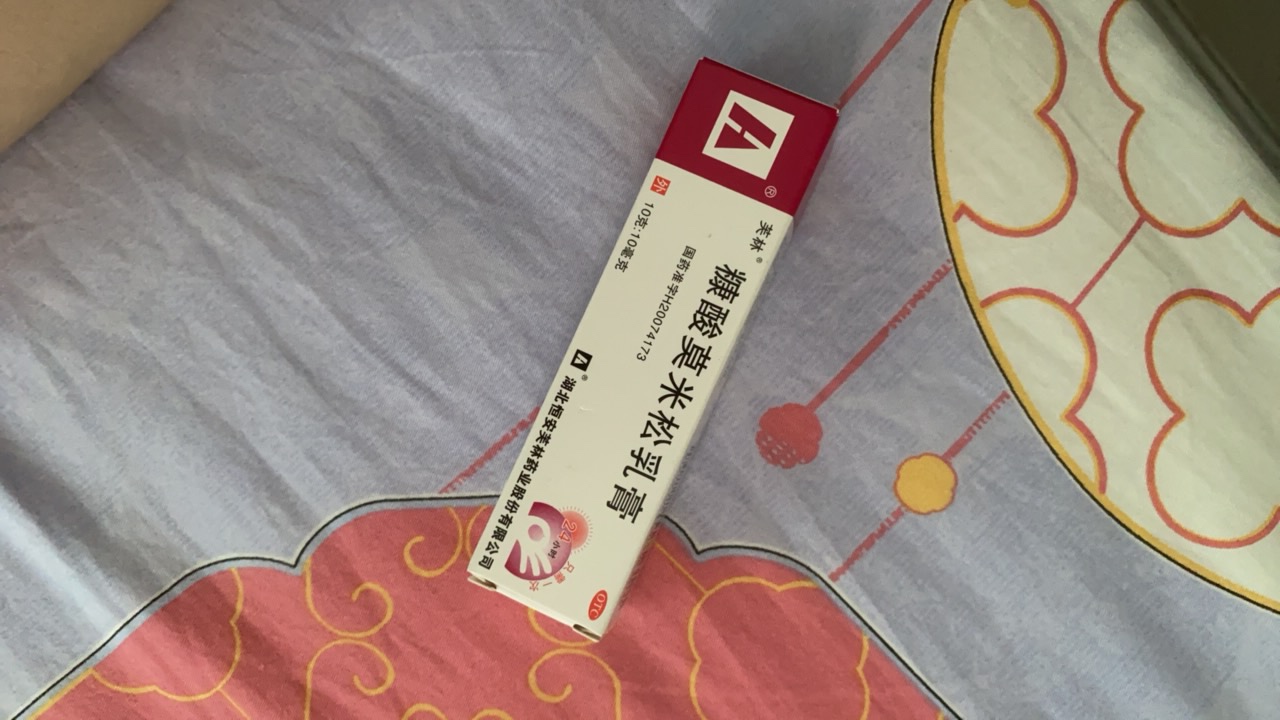 芙林®
糠酸莫米松乳膏
国药准字H20074173
外
10克:10毫克
湖北恒安芙林药业股份有限公司
24小时
只需一次
OTC